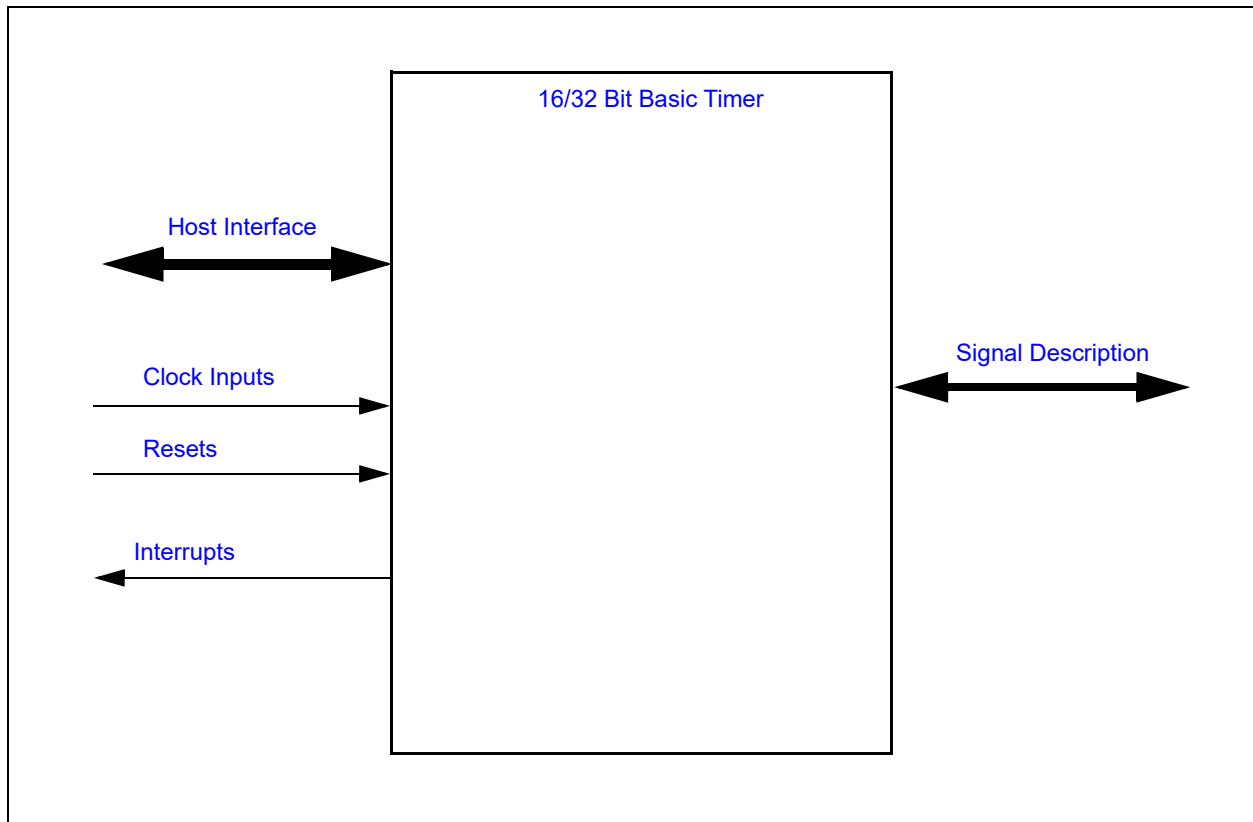 16/32 Bit Basic Timer
Host Interface
Signal Description
Clock Inputs
Resets
Interrupts